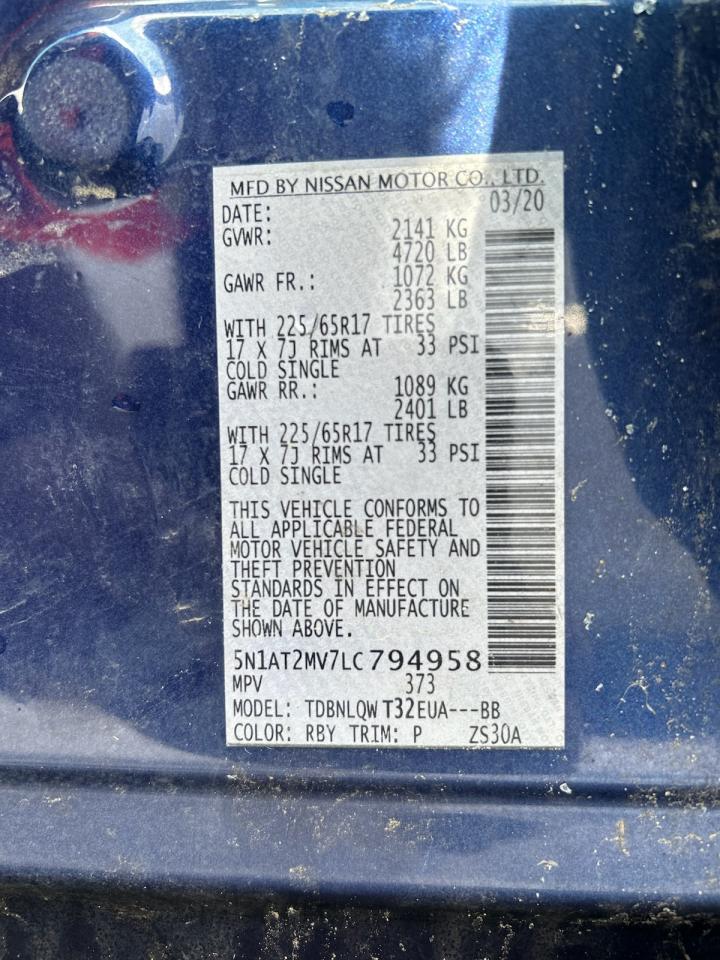 MFD BY NISSAN MOTOR CO., LTD.
DATE: 03/20
GVWR: 2141 KG
4720 LB
GAWR FR.: 1072 KG
2363 LB
WITH 225/65R17 TIRES
17 X 7J RIMS AT 33 PSI
COLD SINGLE
GAWR RR.: 1089 KG
2401 LB
WITH 225/65R17 TIRES
17 X 7J RIMS AT 33 PSI
COLD SINGLE
THIS VEHICLE CONFORMS TO
ALL APPLICABLE FEDERAL
MOTOR VEHICLE SAFETY AND
THEFT PREVENTION
STANDARDS IN EFFECT ON
THE DATE OF MANUFACTURE
SHOWN ABOVE.
5N1AT2MV7LC794958
MPV 373
MODEL: TDBNLQWT32EUA---BB
COLOR: RBY TRIM: P ZS30A